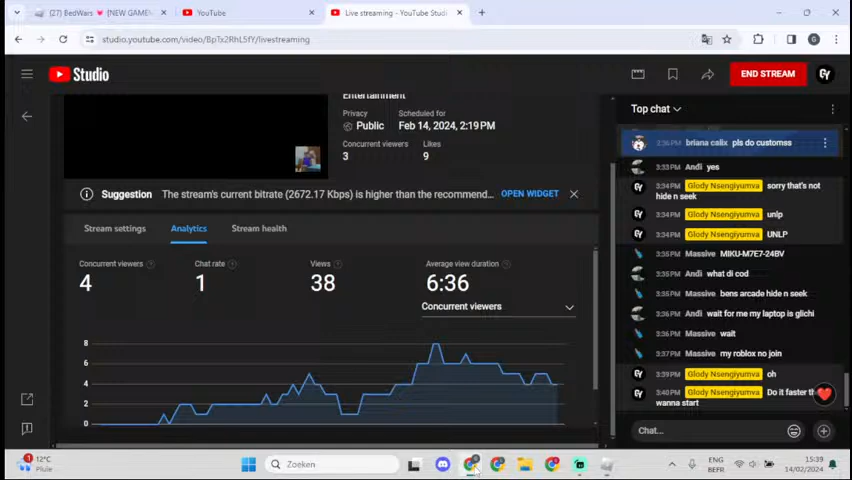 (27) BedWars 💗 [NEW GAME
YouTube
Live streaming - YouTube Studi
studio.youtube.com/video/BpTx2RhL5fY/livestreaming
Studio
END STREAM
Entertainment
Privacy
Scheduled for
Public
Feb 14, 2024, 2:19 PM
Concurrent viewers
Likes
3
9
Suggestion
The stream's current bitrate (2672.17 Kbps) is higher than the recommend...
OPEN WIDGET
Stream settings
Analytics
Stream health
Concurrent viewers
Chat rate
Views
Average view duration
4
1
38
6:36
Concurrent viewers
8
6
4
2
0
Top chat
3:36 PM briana calix pls do customss
3:33 PM Andi yes
3:34 PM Glody Nsengiyumva sorry that's not
hide n seek
3:34 PM Glody Nsengiyumva unlp
3:34 PM Glody Nsengiyumva UNLP
3:35 PM Massive MIKU-M7E7-24BV
3:35 PM Andi what di cod
3:35 PM Massive bens arcade hide n seek
3:36 PM Andi wait for me my laptop is glichi
3:36 PM Massive wait
3:37 PM Massive my roblox no join
3:39 PM Glody Nsengiyumva oh
3:40 PM Glody Nsengiyumva Do it faster
wanna start
Chat...
12°C
Pluie
Zoeken
ENG
BEFR
15:39
14/02/2024